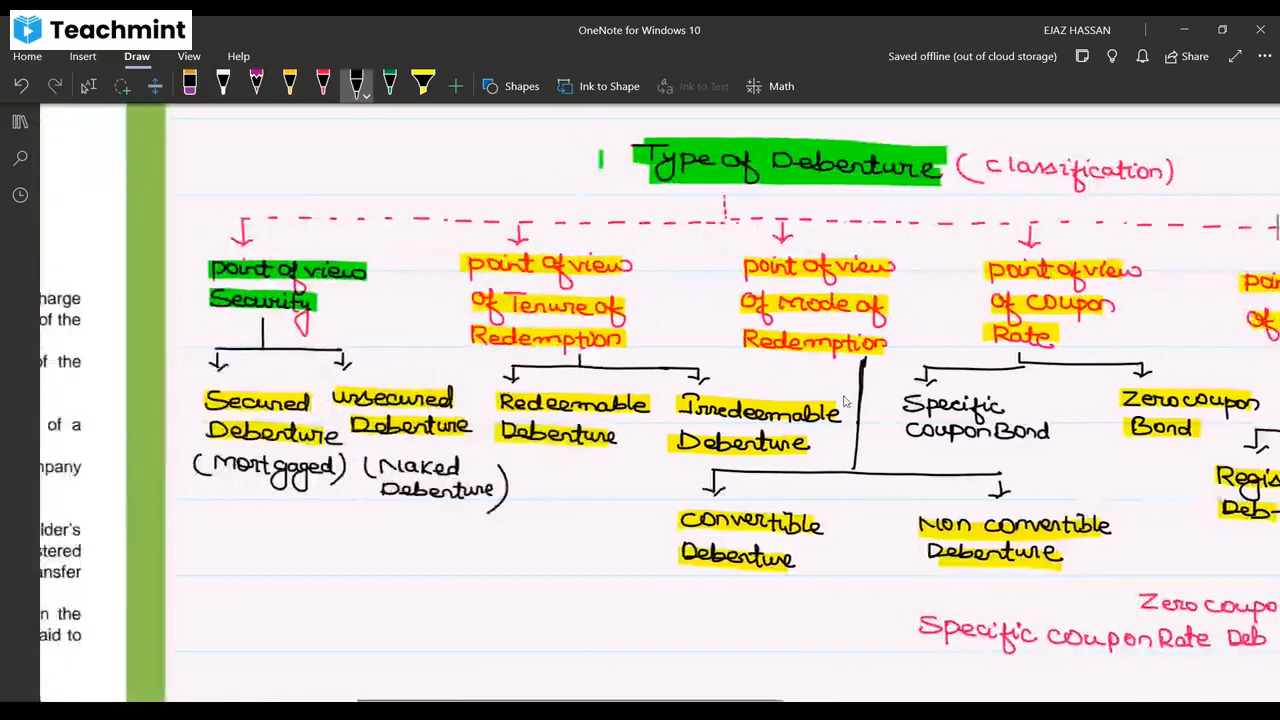 Teachmint
OneNote for Windows 10
EJAZ HASSAN
Home Insert Draw View Help
Saved offline (out of cloud storage)
Share
Shapes
Ink to Shape
Ink to Text
Math
Type of Debenture (classification)
point of view
Security
point of view
of Tenure of
Redemption
point of view
of Mode of
Redemption
point of view
of coupon
Rate
of
Secured
Debenture
(Mortgaged)
unsecured
Debenture
(Naked
Debenture)
Redeemable
Debenture
Irredeemable
Debenture
Specific
coupon Bond
Zero coupon
Bond
Regis
Deb-
Convertible
Debenture
Non convertible
Debenture
Zero coupo
Specific coupon Rate Deb
harge
of the
of the
of a
mpany
lder's
stered
ansfer
n the
aid to